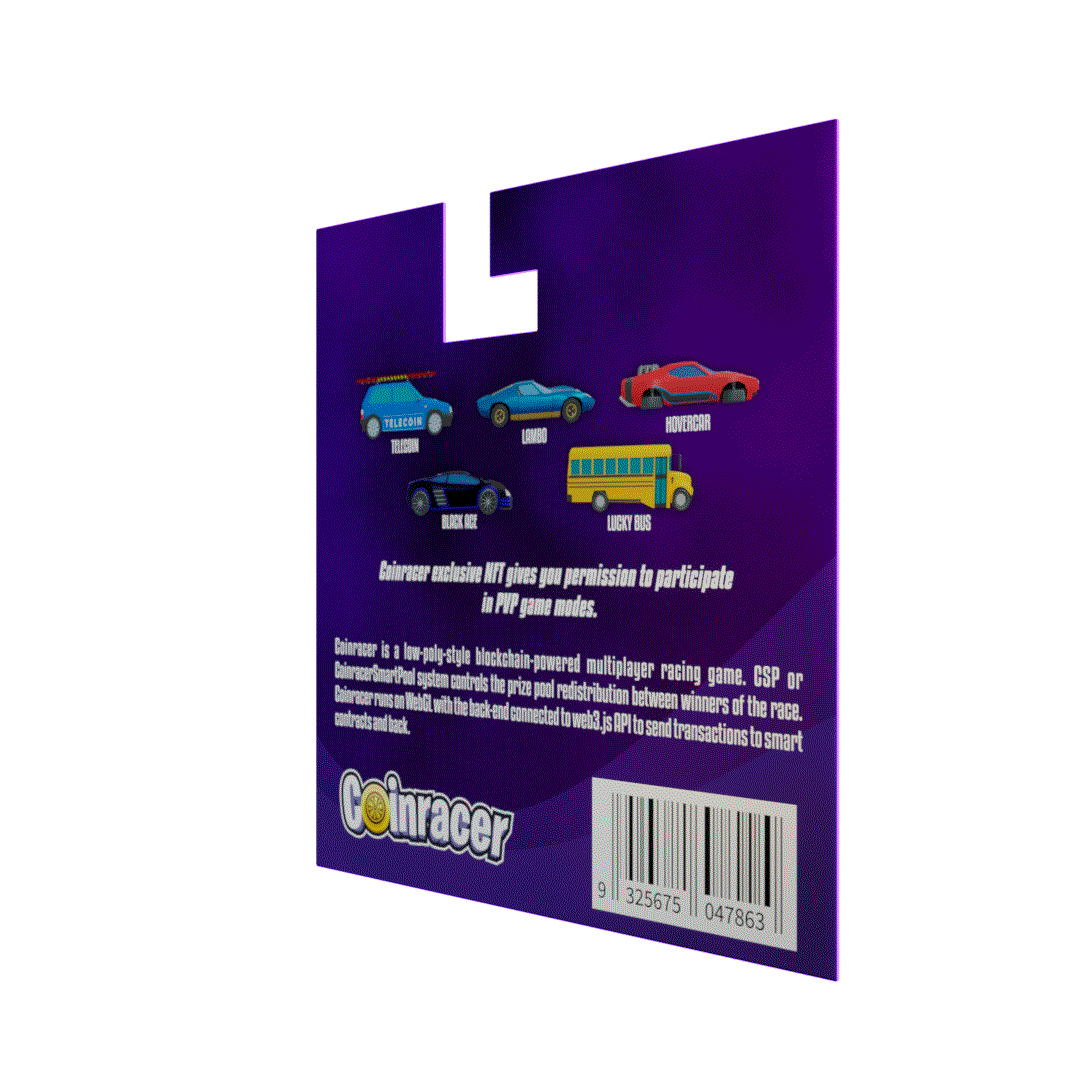 TELECOIN
TELECOIN
LAMBO
HOVERCAR
BLACK ACE
LUCKY BUS
Coinracer exclusive NFT gives you permission to participate
in PVP game modes.
Coinracer is a low-poly-style blockchain-powered multiplayer racing game. CSP or
CoinracerSmartPool system controls the prize pool redistribution between winners of the race.
Coinracer runs on WebGL with the back-end connected to web3.js API to send transactions to smart
contracts and back.
Coinracer
9 325675 047863